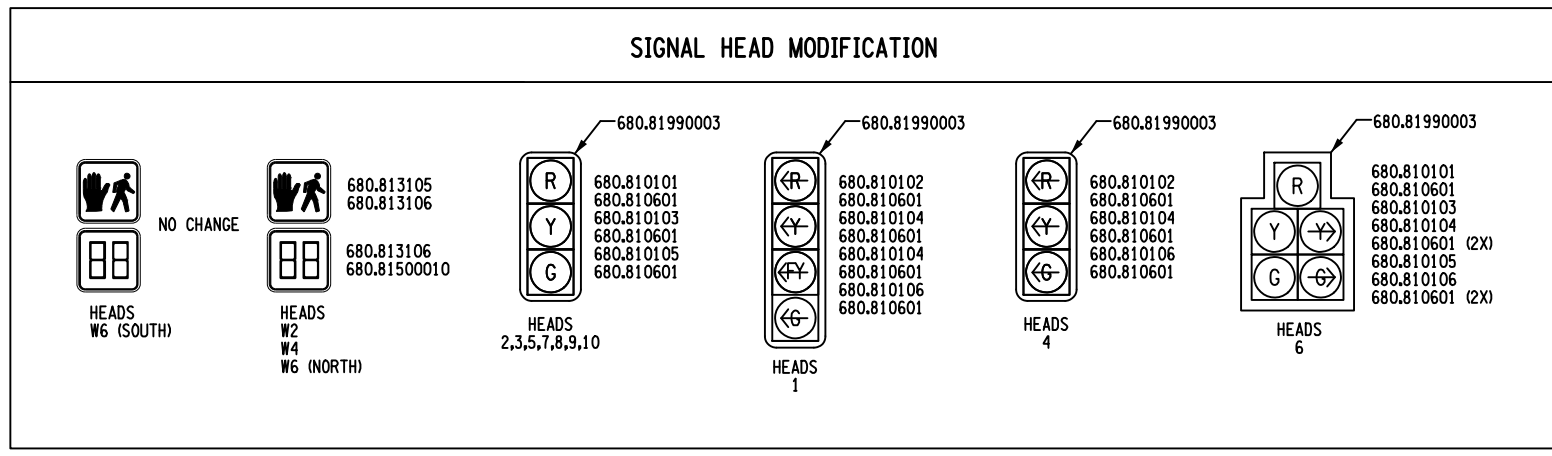 SIGNAL HEAD MODIFICATION
NO CHANGE
HEADS
W6 (SOUTH)
680.813105
680.813106
680.813106
680.81500010
HEADS
W2
W4
W6 (NORTH)
680.81990003
R
Y
G
680.810101
680.810601
680.810103
680.810601
680.810105
680.810601
HEADS
2,3,5,7,8,9,10
680.81990003
R
Y
FY
G
680.810102
680.810601
680.810104
680.810601
680.810104
680.810601
680.810106
680.810601
HEADS
1
680.81990003
R
Y
G
680.810102
680.810601
680.810104
680.810601
680.810106
680.810601
HEADS
4
680.81990003
R
Y Y
G G
680.810101
680.810601
680.810103
680.810104
680.810601 (2X)
680.810105
680.810106
680.810601 (2X)
HEADS
6